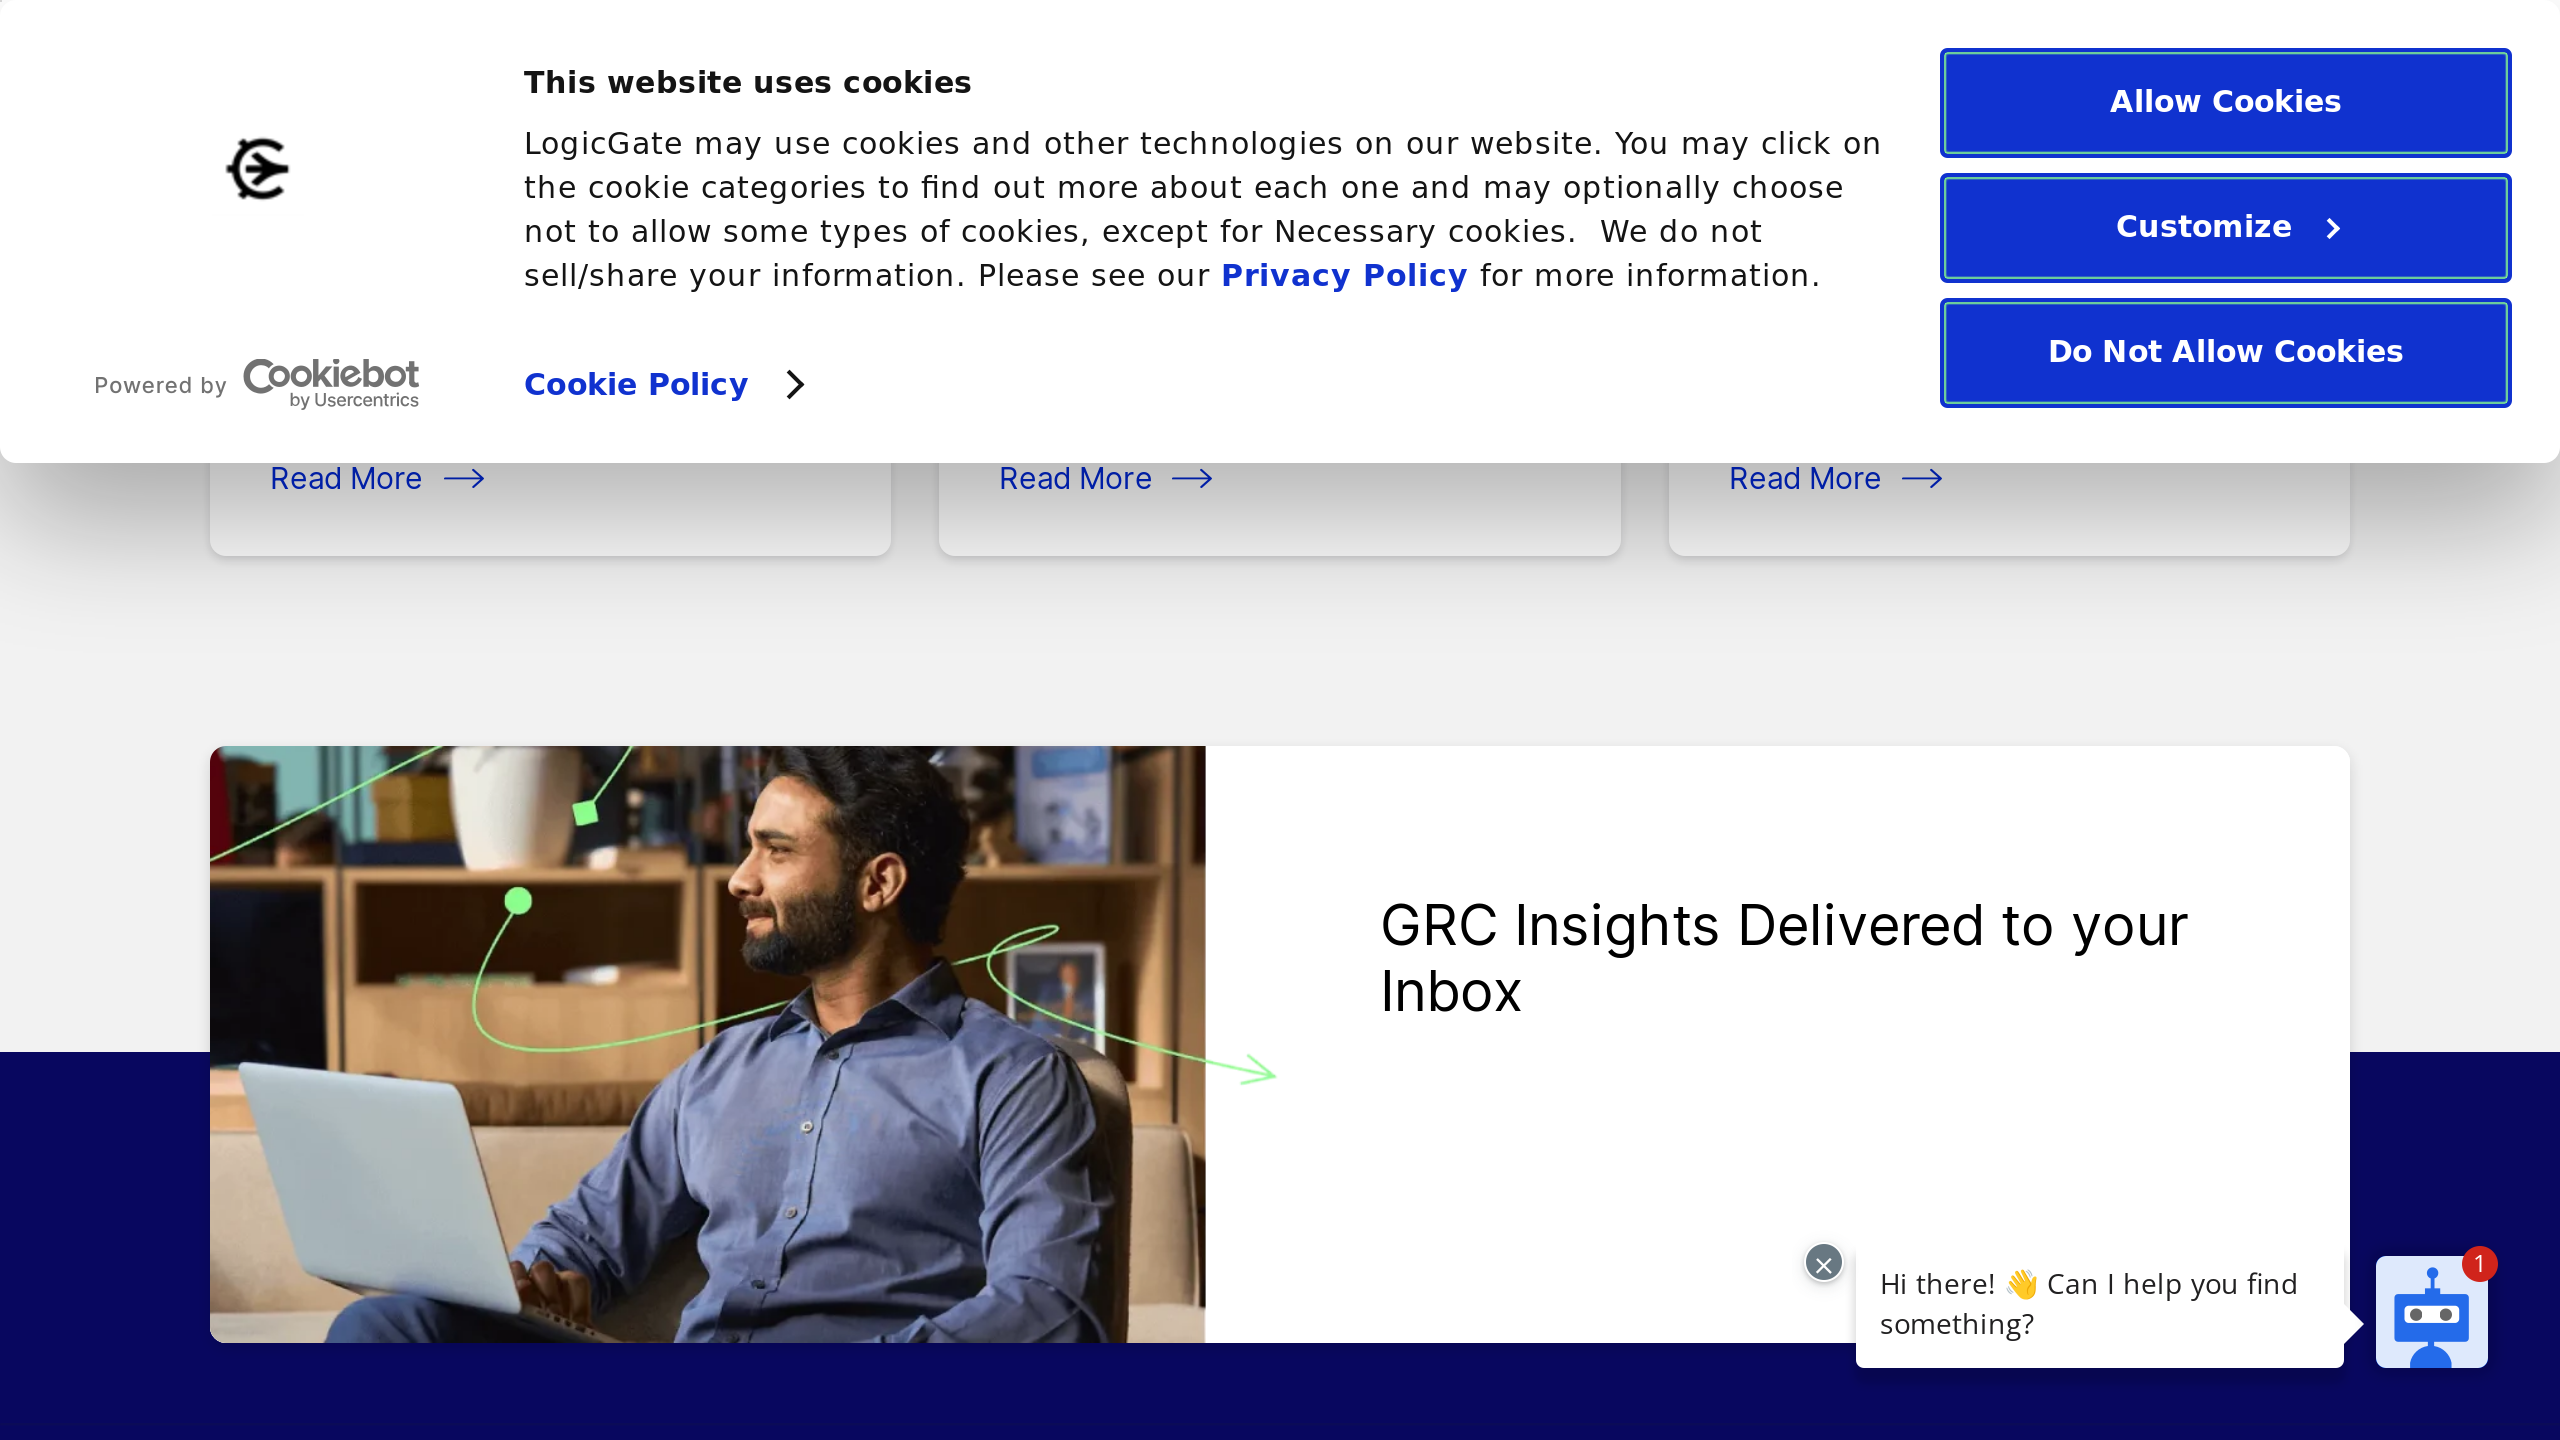 This website uses cookies
LogicGate may use cookies and other technologies on our website. You may click on
the cookie categories to find out more about each one and may optionally choose
not to allow some types of cookies, except for Necessary cookies.  We do not
sell/share your information. Please see our Privacy Policy for more information.
Powered by Cookiebot
by Usercentrics
Cookie Policy
Allow Cookies
Customize
Do Not Allow Cookies
Read More
Read More
Read More
GRC Insights Delivered to your
Inbox
Hi there! 👋 Can I help you find
something?
1